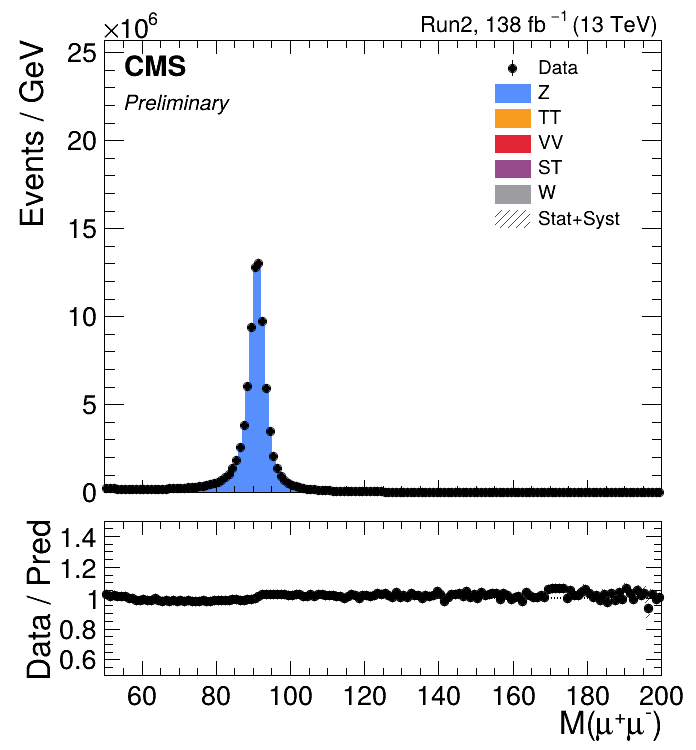 ×10⁶
Run2, 138 fb⁻¹ (13 TeV)
Events / GeV
25
20
15
10
5
0
CMS
Preliminary
Data
Z
TT
VV
ST
W
Stat+Syst
Data / Pred
1.4
1.2
1
0.8
0.6
60 80 100 120 140 160 180 200
M(μ⁺μ⁻)